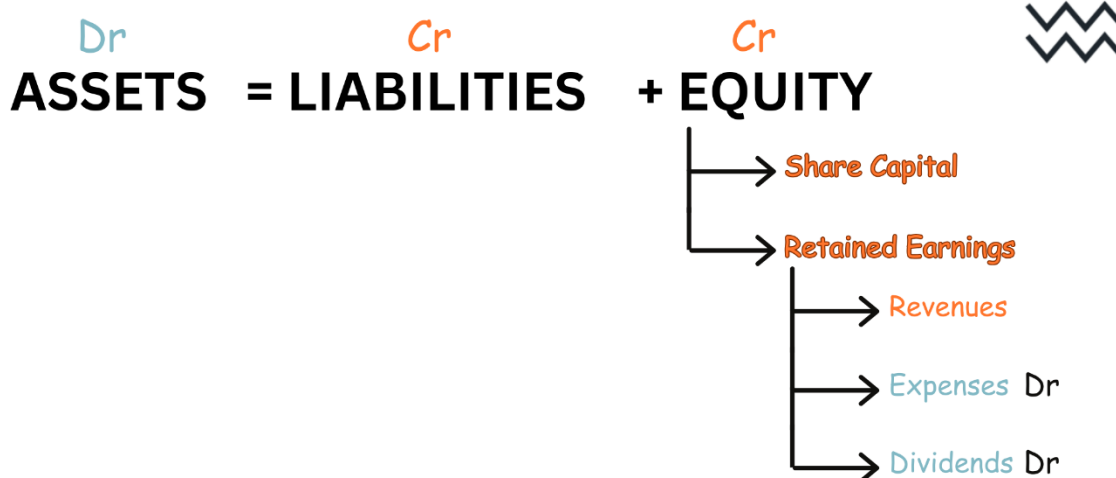 Dr Cr Cr
ASSETS = LIABILITIES + EQUITY
Share Capital
Retained Earnings
Revenues
Expenses Dr
Dividends Dr